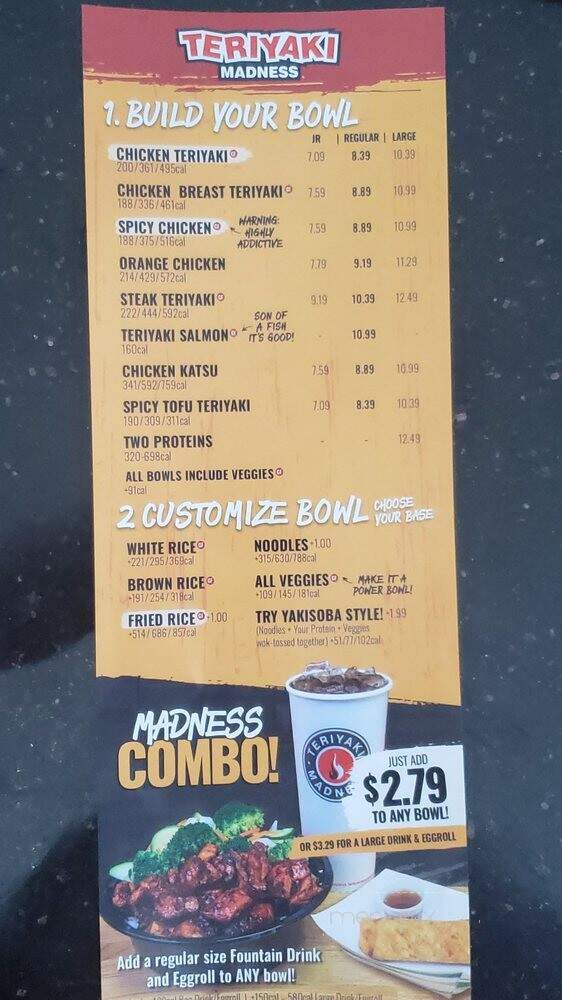 TERIYAKI
MADNESS
1. BUILD YOUR BOWL
JR | REGULAR | LARGE
CHICKEN TERIYAKI 7.09 8.39 10.39
200/361/495cal
CHICKEN BREAST TERIYAKI 7.59 8.89 10.99
188/336/461cal
SPICY CHICKEN 7.59 8.89 10.99
188/375/516cal
WARNING:
HIGHLY
ADDICTIVE
ORANGE CHICKEN 7.79 9.19 11.29
214/429/572cal
STEAK TERIYAKI 9.19 10.39 12.49
222/444/592cal
TERIYAKI SALMON - 10.99 -
160cal
SON OF
A FISH
IT'S GOOD!
CHICKEN KATSU 7.59 8.89 10.99
341/592/759cal
SPICY TOFU TERIYAKI 7.09 8.39 10.39
190/309/311cal
TWO PROTEINS - - 12.49
320-698cal
ALL BOWLS INCLUDE VEGGIES
+91cal
2 CUSTOMIZE BOWL CHOOSE
YOUR BASE
WHITE RICE
+221/295/369cal
BROWN RICE
+191/254/318cal
FRIED RICE +1.00
+514/686/857cal
NOODLES +1.00
+315/630/788cal
ALL VEGGIES
+109/145/181cal
MAKE IT A
POWER BOWL!
TRY YAKISOBA STYLE! +1.99
(Noodles + Your Protein + Veggies
wok-tossed together) +51/77/102cal
MADNESS
COMBO!
TERIYAKI
MADNESS
JUST ADD
$2.79
TO ANY BOWL!
OR $3.29 FOR A LARGE DRINK & EGGROLL
Add a regular size Fountain Drink
and Eggroll to ANY bowl!